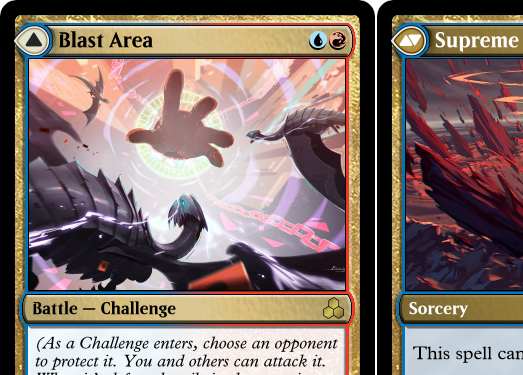 Blast Area
Supreme
Battle — Challenge
Sorcery
(As a Challenge enters, choose an opponent
to protect it. You and others can attack it.
This spell can